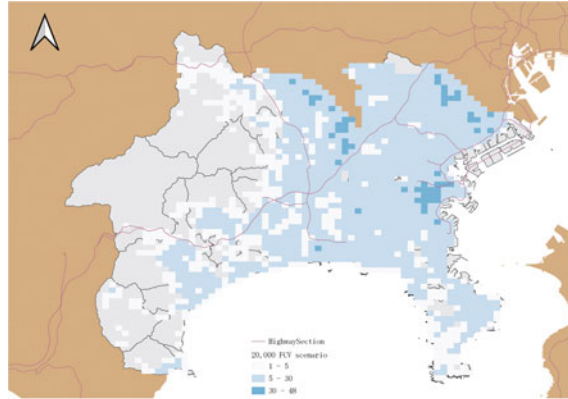 HighwaySection
20,000 FCV scenario
1 - 5
5 - 30
30 - 48